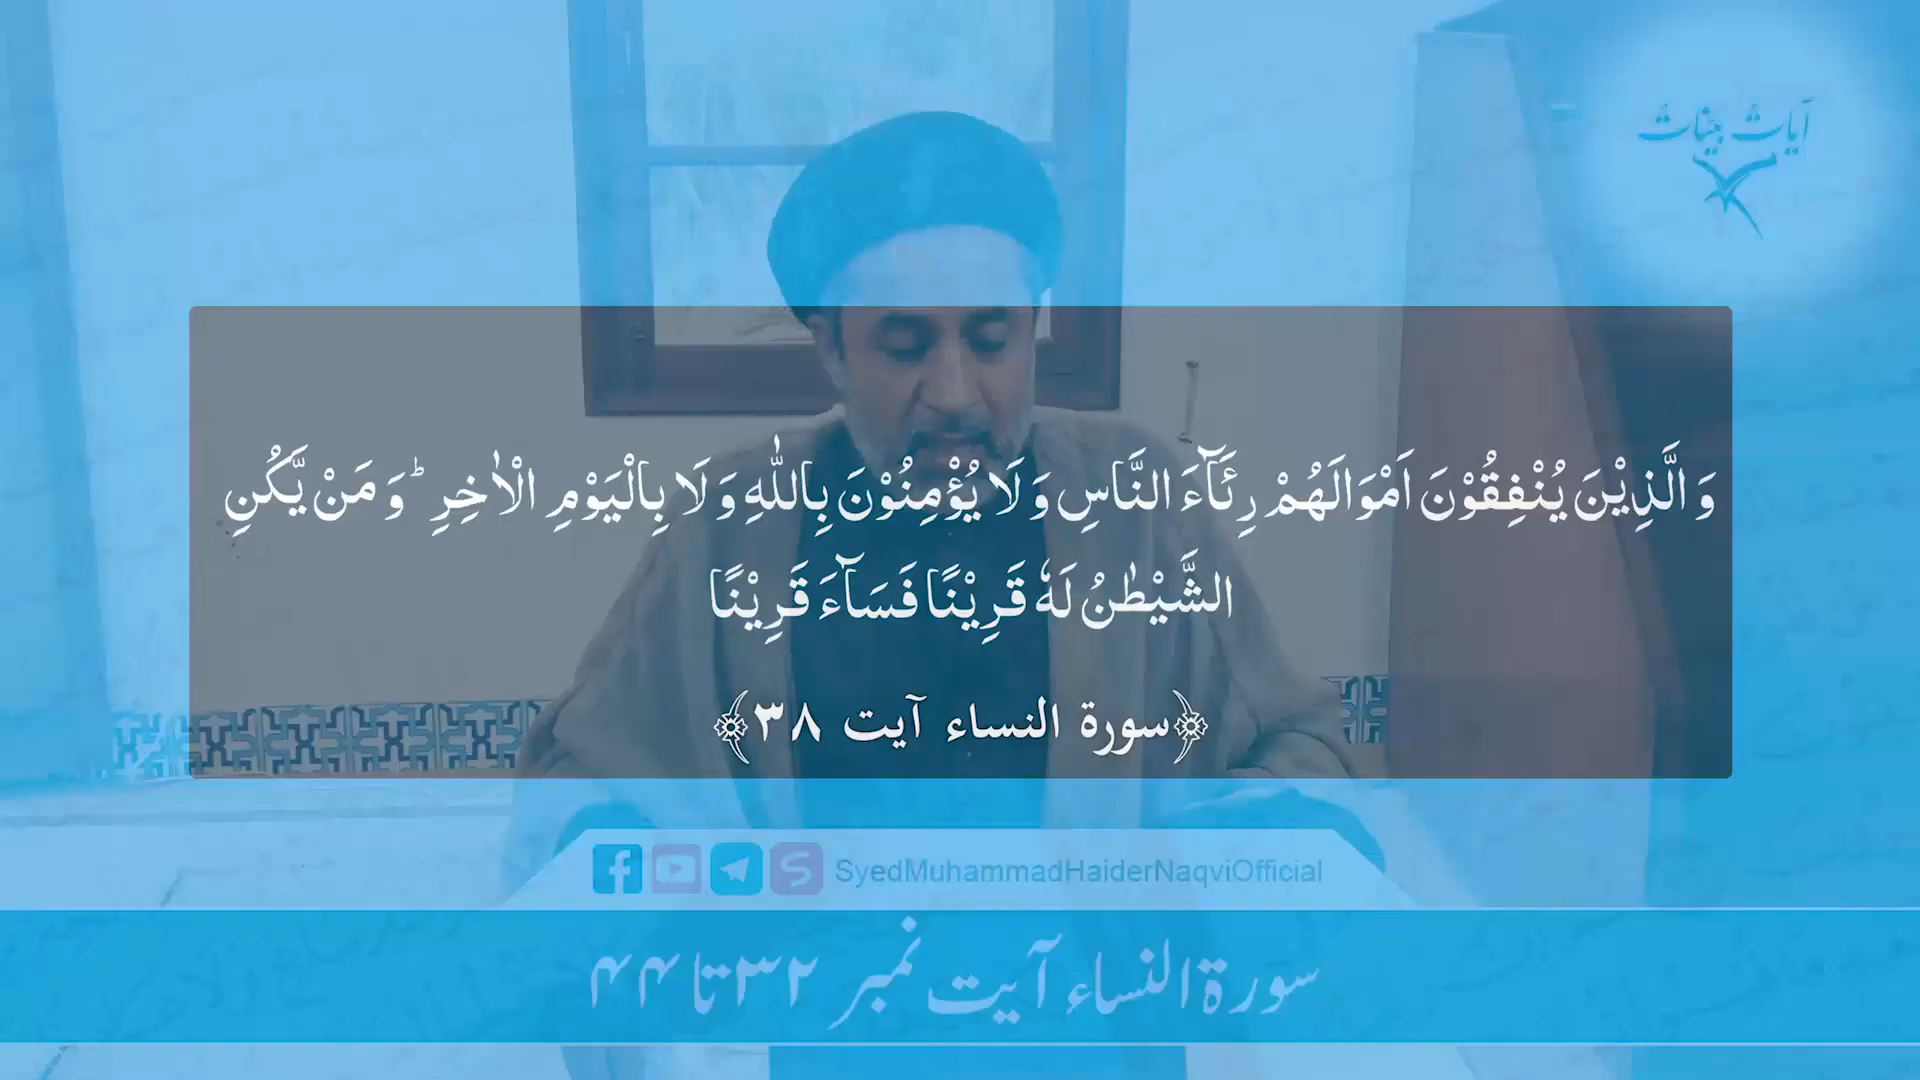 آیات بینات
وَ الَّذِیْنَ یُنْفِقُوْنَ اَمْوَالَهُمْ رِئَآءَ النَّاسِ وَ لَا یُؤْمِنُوْنَ بِاللّٰهِ وَ لَا بِالْیَوْمِ الْاٰخِرِ ؕ وَ مَنْ یَّكُنِ
الشَّیْطٰنُ لَهٗ قَرِیْنًا فَسَآءَ قَرِیْنًا
﴿سورة النساء آیت ۳۸﴾
SyedMuhammadHaiderNaqviOfficial
سورة النساء آیت نمبر ۳۲ تا ۴۴